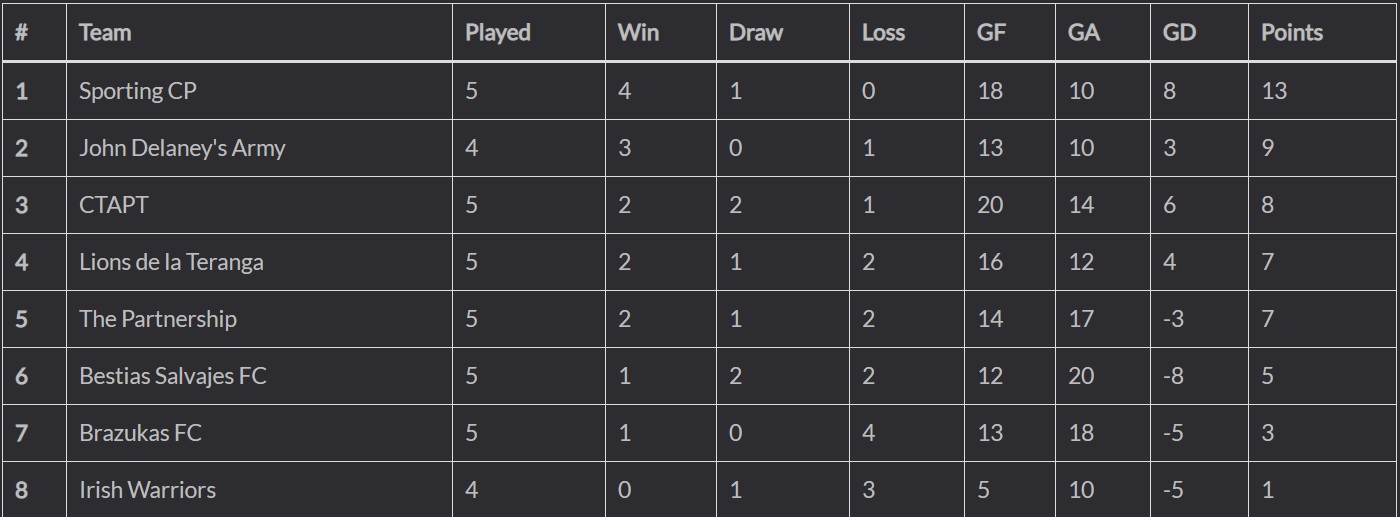 # Team Played Win Draw Loss GF GA GD Points
1 Sporting CP 5 4 1 0 18 10 8 13
2 John Delaney's Army 4 3 0 1 13 10 3 9
3 CTAPT 5 2 2 1 20 14 6 8
4 Lions de la Teranga 5 2 1 2 16 12 4 7
5 The Partnership 5 2 1 2 14 17 -3 7
6 Bestias Salvajes FC 5 1 2 2 12 20 -8 5
7 Brazukas FC 5 1 0 4 13 18 -5 3
8 Irish Warriors 4 0 1 3 5 10 -5 1